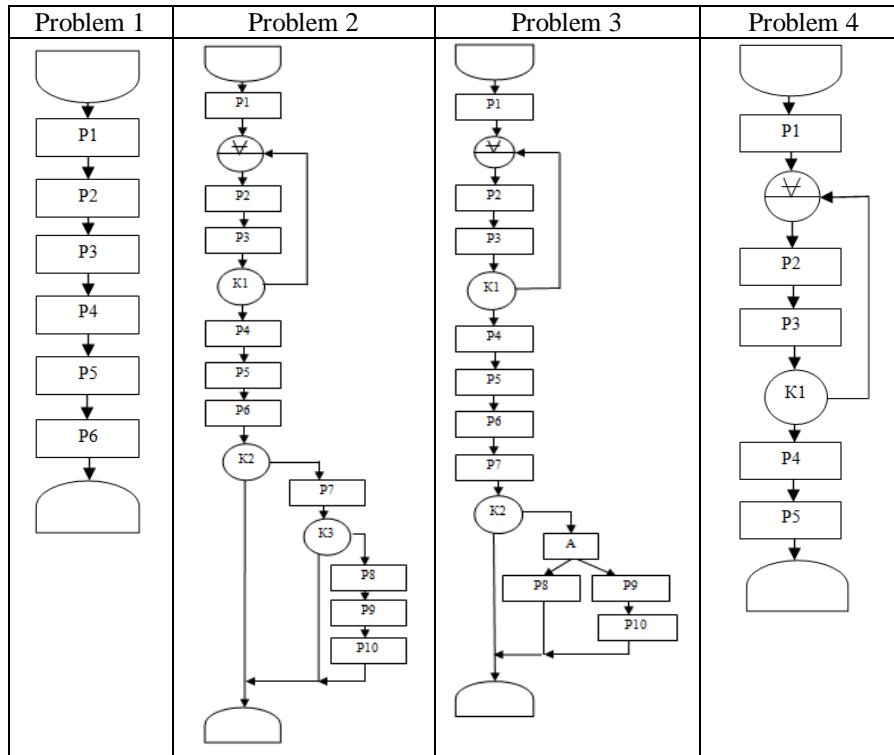 Problem 1
Problem 2
Problem 3
Problem 4
P1
P2
P3
P4
P5
P6
P1
P2
P3
K1
P4
P5
P6
K2
P7
K3
P8
P9
P10
P1
P2
P3
K1
P4
P5
P6
P7
K2
A
P8
P9
P10
P1
P2
P3
K1
P4
P5